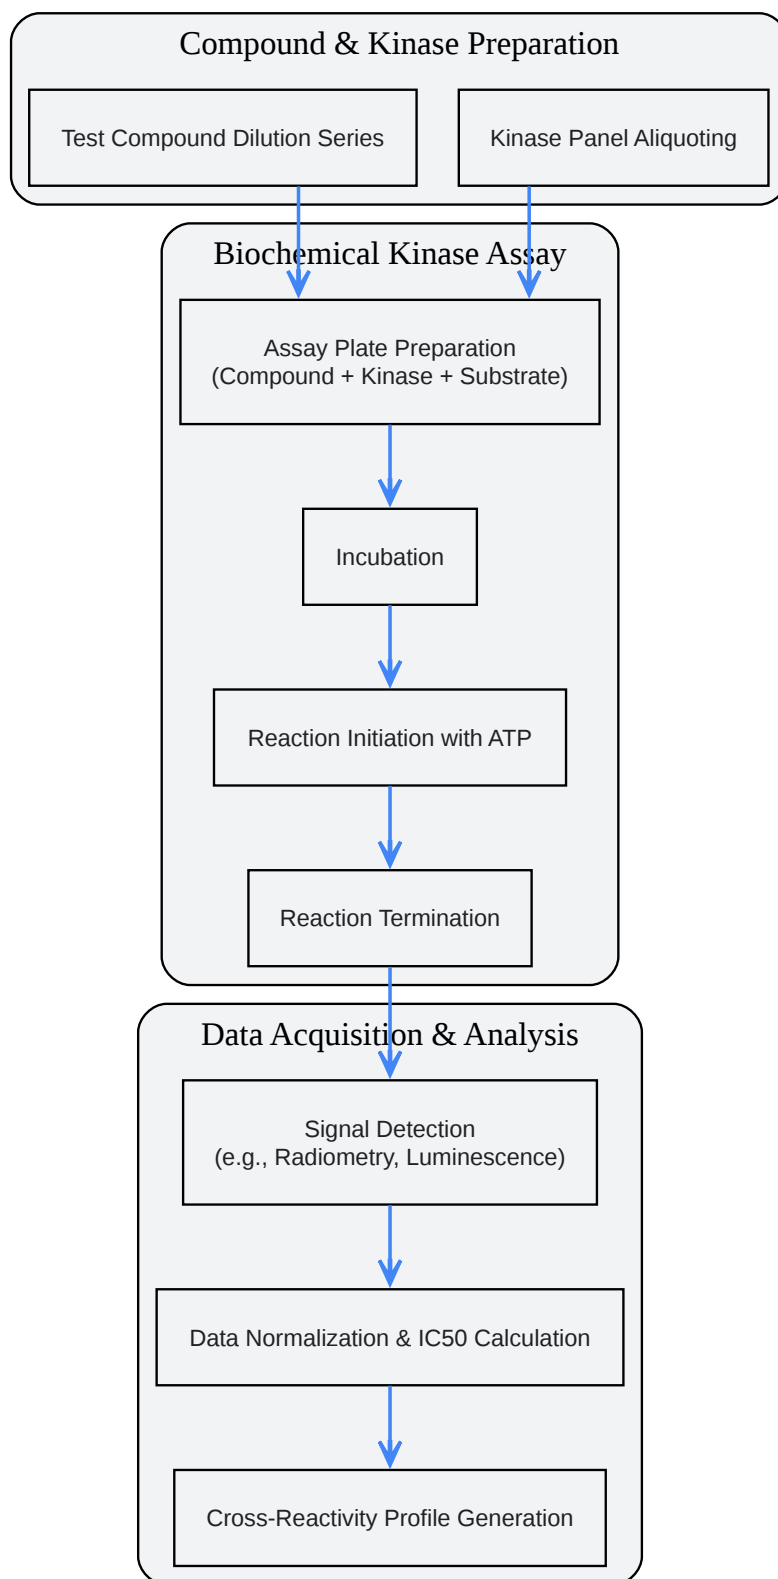 Compound & Kinase Preparation
Test Compound Dilution Series
Kinase Panel Aliquoting
Biochemical Kinase Assay
Assay Plate Preparation
(Compound + Kinase + Substrate)
Incubation
Reaction Initiation with ATP
Reaction Termination
Data Acquisition & Analysis
Signal Detection
(e.g., Radiometry, Luminescence)
Data Normalization & IC50 Calculation
Cross-Reactivity Profile Generation